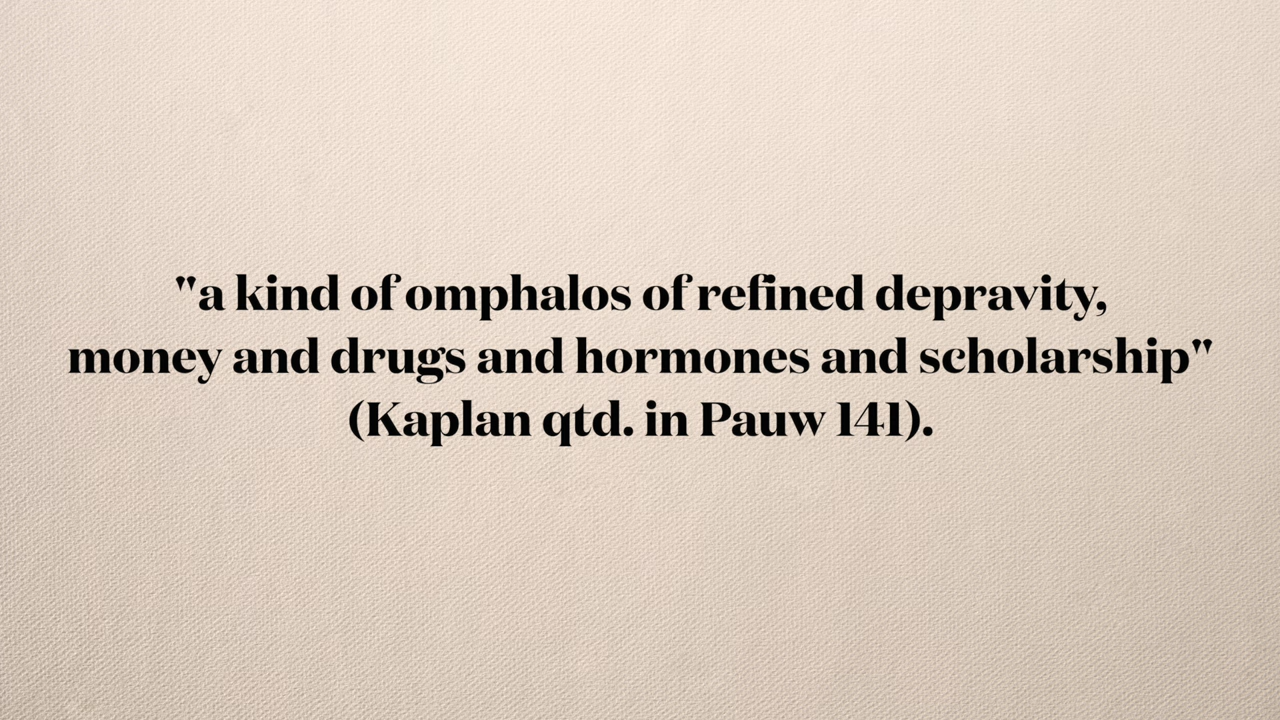 "a kind of omphalos of refined depravity,
money and drugs and hormones and scholarship"
(Kaplan qtd. in Pauw 141).